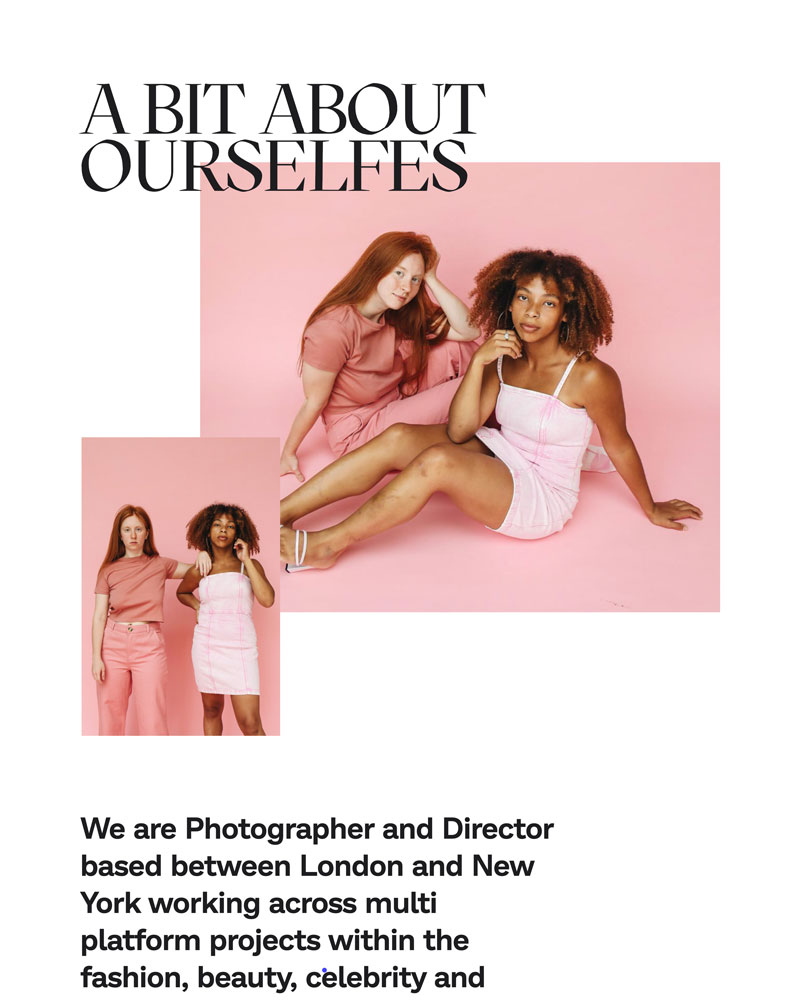 A BIT ABOUT
OURSELFES
We are Photographer and Director
based between London and New
York working across multi
platform projects within the
fashion, beauty, celebrity and